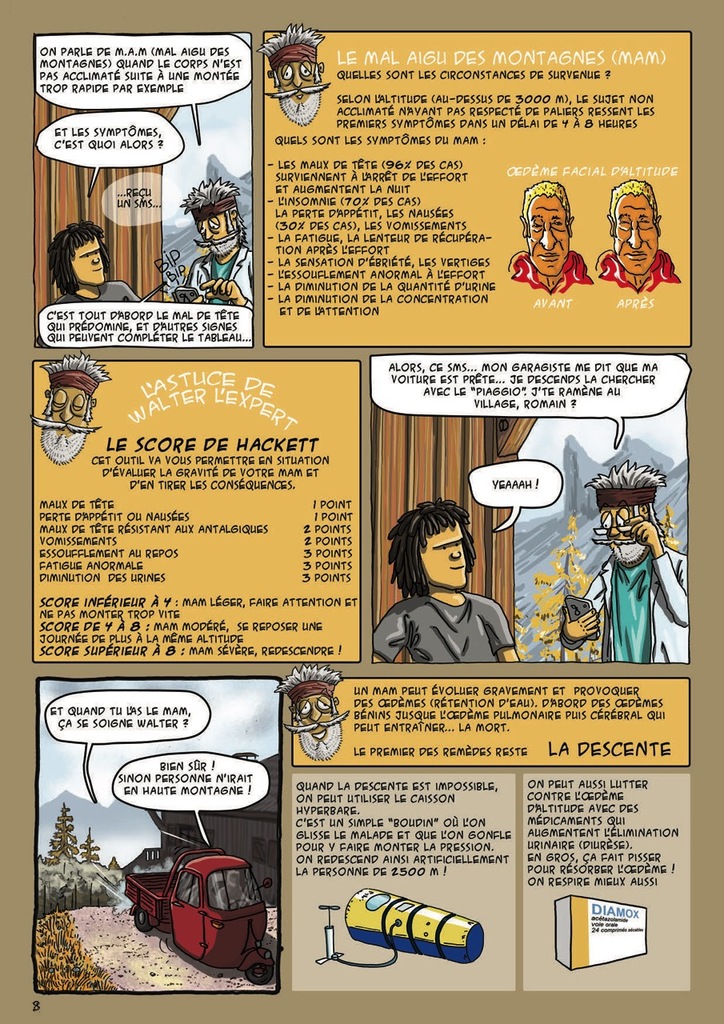 ON PARLE DE M.A.M (MAL AIGU DES
MONTAGNES) QUAND LE CORPS N'EST
PAS ACCLIMATÉ SUITE À UNE MONTÉE
TROP RAPIDE PAR EXEMPLE
ET LES SYMPTÔMES,
C'EST QUOI ALORS ?
...REÇU
UN SMS...
BIP
BIP
C'EST TOUT D'ABORD LE MAL DE TÊTE
QUI PRÉDOMINE, ET D'AUTRES SIGNES
QUI PEUVENT COMPLÉTER LE TABLEAU...
LE MAL AIGU DES MONTAGNES (MAM)
QUELLES SONT LES CIRCONSTANCES DE SURVENUE ?
SELON L'ALTITUDE (AU-DESSUS DE 3000 M), LE SUJET NON
ACCLIMATÉ N'AYANT PAS RESPECTÉ DE PALIERS RESSENT LES
PREMIERS SYMPTÔMES DANS UN DÉLAI DE 4 À 8 HEURES
QUELS SONT LES SYMPTÔMES DU MAM :
- LES MAUX DE TÊTE (96% DES CAS)
SURVIENNENT À L'ARRÊT DE L'EFFORT
ET AUGMENTENT LA NUIT
- L'INSOMNIE (70% DES CAS)
LA PERTE D'APPÉTIT, LES NAUSÉES
(30% DES CAS), LES VOMISSEMENTS
- LA FATIGUE, LA LENTEUR DE RÉCUPÉRA-
TION APRÈS L'EFFORT
- LA SENSATION D'ÉBRIÉTÉ, LES VERTIGES
- L'ESSOUFLEMENT ANORMAL À L'EFFORT
- LA DIMINUTION DE LA QUANTITÉ D'URINE
- LA DIMINUTION DE LA CONCENTRATION
ET DE L'ATTENTION
ŒDÈME FACIAL D'ALTITUDE
AVANT
APRÈS
L'ASTUCE DE
WALTER L'EXPERT
LE SCORE DE HACKETT
CET OUTIL VA VOUS PERMETTRE EN SITUATION
D'ÉVALUER LA GRAVITÉ DE VOTRE MAM ET
D'EN TIRER LES CONSÉQUENCES.
MAUX DE TÊTE 1 POINT
PERTE D'APPÉTIT OU NAUSÉES 1 POINT
MAUX DE TÊTE RÉSISTANT AUX ANTALGIQUES 2 POINTS
VOMISSEMENTS 2 POINTS
ESSOUFFLEMENT AU REPOS 3 POINTS
FATIGUE ANORMALE 3 POINTS
DIMINUTION DES URINES 3 POINTS
SCORE INFÉRIEUR À 4 : MAM LÉGER, FAIRE ATTENTION ET
NE PAS MONTER TROP VITE
SCORE DE 4 À 8 : MAM MODÉRÉ, SE REPOSER UNE
JOURNÉE DE PLUS À LA MÊME ALTITUDE
SCORE SUPÉRIEUR À 8 : MAM SÉVÈRE, REDESCENDRE !
ALORS, CE SMS... MON GARAGISTE ME DIT QUE MA
VOITURE EST PRÊTE... JE DESCENDS LA CHERCHER
AVEC LE "PIAGGIO". J'TE RAMÈNE AU
VILLAGE, ROMAIN ?
YEAAAH !
ET QUAND TU L'AS LE MAM,
ÇA SE SOIGNE WALTER ?
BIEN SÛR !
SINON PERSONNE N'IRAIT
EN HAUTE MONTAGNE !
UN MAM PEUT ÉVOLUER GRAVEMENT ET PROVOQUER
DES ŒDÈMES (RÉTENTION D'EAU). D'ABORD DES ŒDÈMES
BÉNINS JUSQUE L'ŒDÈME PULMONAIRE PUIS CÉRÉBRAL QUI
PEUT ENTRAÎNER... LA MORT.
LE PREMIER DES REMÈDES RESTE LA DESCENTE
QUAND LA DESCENTE EST IMPOSSIBLE,
ON PEUT UTILISER LE CAISSON
HYPERBARE.
C'EST UN SIMPLE "BOUDIN" OÙ L'ON
GLISSE LE MALADE ET QUE L'ON GONFLE
POUR Y FAIRE MONTER LA PRESSION.
ON REDESCEND AINSI ARTIFICIELLEMENT
LA PERSONNE DE 2500 M !
ON PEUT AUSSI LUTTER
CONTRE L'ŒDÈME
D'ALTITUDE AVEC DES
MÉDICAMENTS QUI
AUGMENTENT L'ÉLIMINATION
URINAIRE (DIURÈSE).
EN GROS, ÇA FAIT PISSER
POUR RÉSORBER L'ŒDÈME !
ON RESPIRE MIEUX AUSSI
DIAMOX
acétazolamide
voie orale
24 comprimés sécables
8